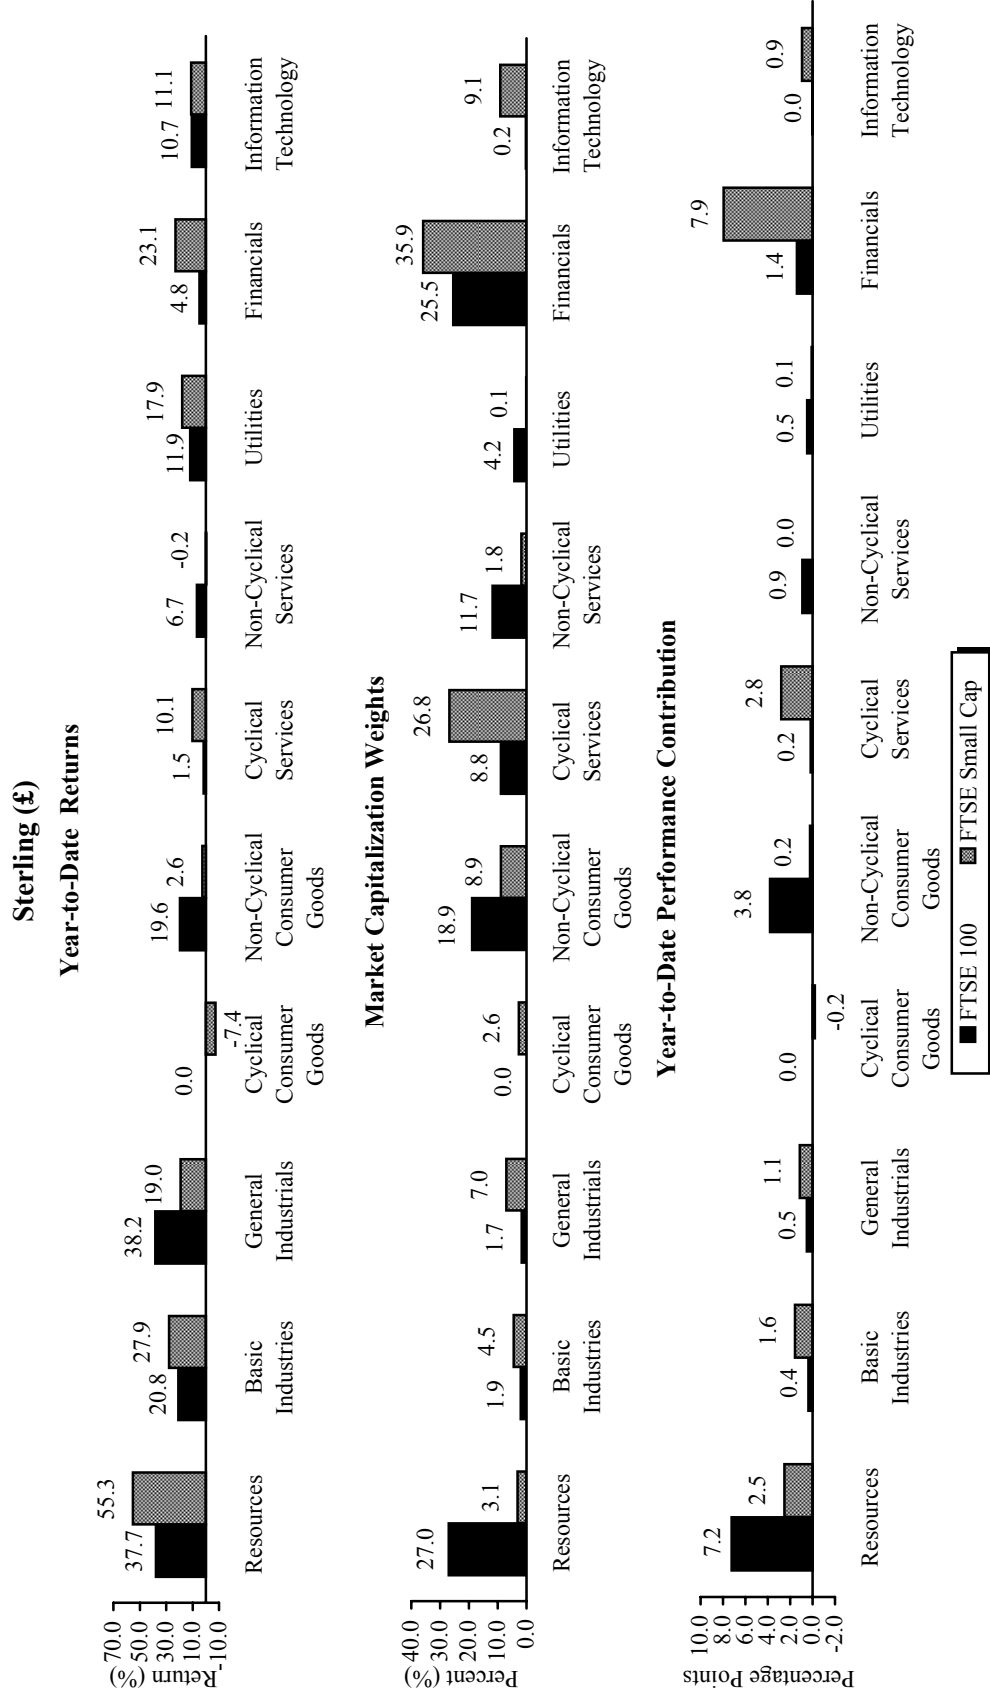 Sterling (£)
Year-to-Date Returns
Return (%)
70.0
50.0
30.0
10.0
-10.0
37.7
55.3
20.8
27.9
38.2
19.0
0.0
-7.4
19.6
2.6
1.5
10.1
6.7
-0.2
11.9
17.9
4.8
23.1
10.7
11.1
Resources
Basic
Industries
General
Industrials
Cyclical
Consumer
Goods
Non-Cyclical
Consumer
Goods
Cyclical
Services
Non-Cyclical
Services
Utilities
Financials
Information
Technology
Market Capitalization Weights
Percent (%)
40.0
30.0
20.0
10.0
0.0
27.0
3.1
1.9
4.5
1.7
7.0
0.0
2.6
18.9
8.9
8.8
26.8
11.7
1.8
4.2
0.1
25.5
35.9
0.2
9.1
Resources
Basic
Industries
General
Industrials
Cyclical
Consumer
Goods
Non-Cyclical
Consumer
Goods
Cyclical
Services
Non-Cyclical
Services
Utilities
Financials
Information
Technology
Year-to-Date Performance Contribution
Percentage Points
10.0
8.0
6.0
4.0
2.0
0.0
-2.0
7.2
2.5
0.4
1.6
0.5
1.1
0.0
-0.2
3.8
0.2
0.2
2.8
0.9
0.0
0.5
0.1
1.4
7.9
0.0
0.9
Resources
Basic
Industries
General
Industrials
Cyclical
Consumer
Goods
Non-Cyclical
Consumer
Goods
Cyclical
Services
Non-Cyclical
Services
Utilities
Financials
Information
Technology
FTSE 100
FTSE Small Cap